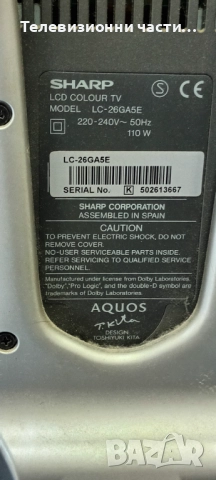 Телевизионни части
SHARP
LCD COLOUR TV
MODEL LC-26GA5E
220-240V~ 50Hz
110 W
LC-26GA5E
SERIAL No. K 502613667
SHARP CORPORATION
ASSEMBLED IN SPAIN
CAUTION
TO PREVENT ELECTRIC SHOCK, DO NOT
REMOVE COVER.
NO USER-SERVICEABLE PARTS INSIDE.
REFER SERVICING TO QUALIFIED SERVICE
PERSONNEL.
Manufactured under license from Dolby Laboratories.
"Dolby", "Pro Logic", and the double-D symbol are
trademarks of Dolby Laboratories.
AQUOS
T. Kita
DESIGN:
TOSHIYUKI KITA
BAZAR